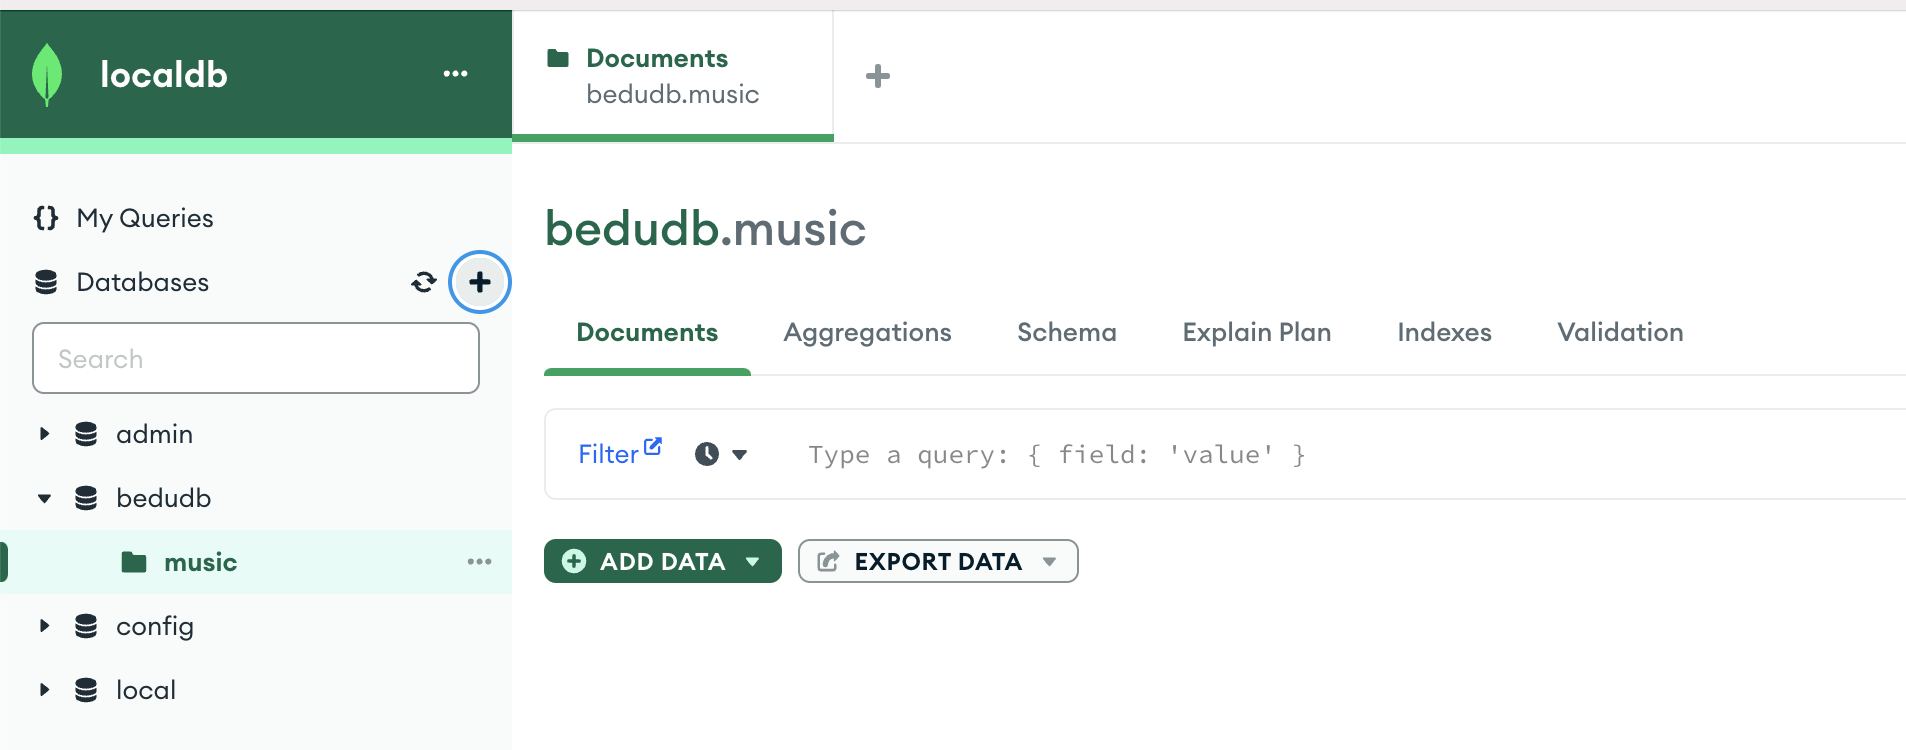 localdb
My Queries
Databases
Search
admin
bedudb
music
config
local
Documents
bedudb.music
bedudb.music
Documents Aggregations Schema Explain Plan Indexes Validation
Filter Type a query: { field: 'value' }
ADD DATA EXPORT DATA